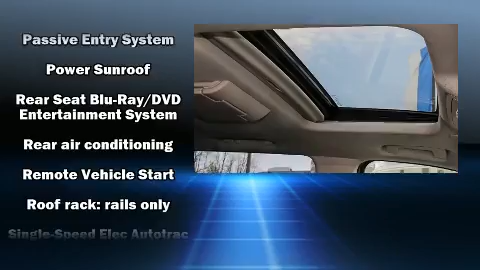 Passive Entry System
Power Sunroof
Rear Seat Blu-Ray/DVD
Entertainment System
Rear air conditioning
Remote Vehicle Start
Roof rack: rails only
Single-Speed Elec Autotrac